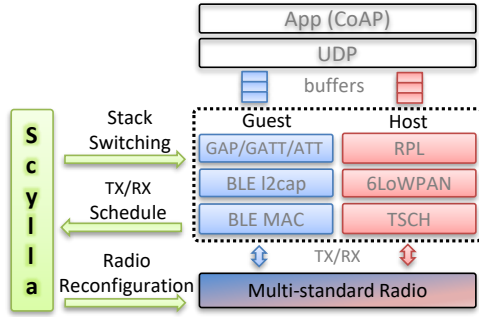 App (CoAP)
UDP
buffers
Scylla
Stack
Switching
Guest
Host
GAP/GATT/ATT
RPL
TX/RX
Schedule
BLE l2cap
6LoWPAN
BLE MAC
TSCH
Radio
Reconfiguration
TX/RX
Multi-standard Radio